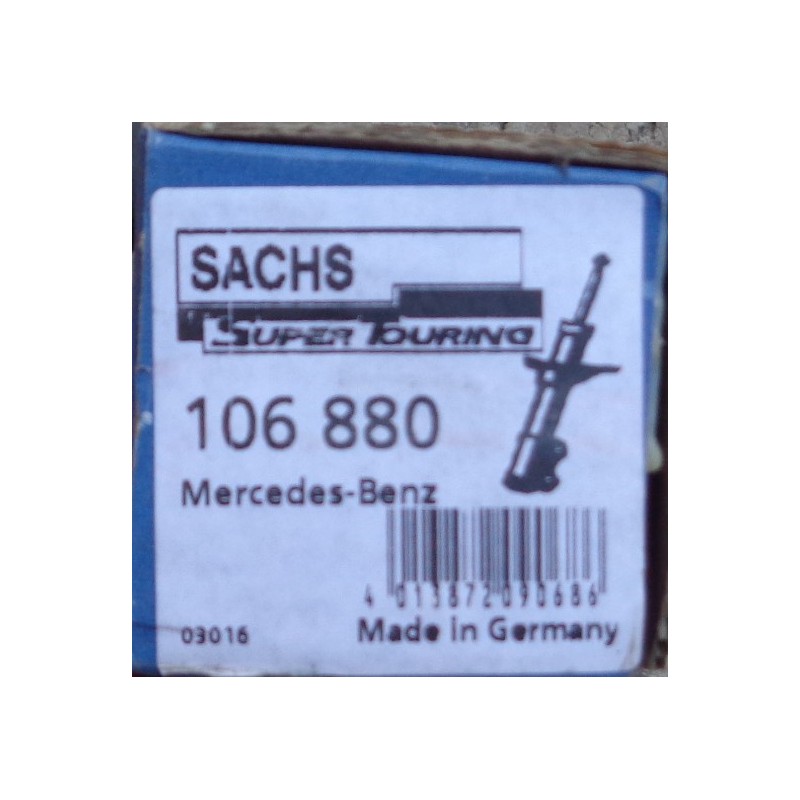 SACHS
SUPER TOURING
106 880
Mercedes-Benz
4 013872 090686
03016 Made in Germany